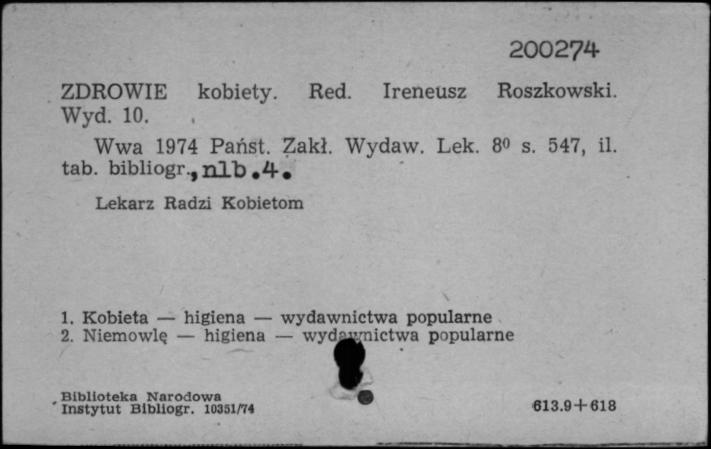 200274
ZDROWIE kobiety. Red. Ireneusz Roszkowski.
Wyd. 10.
Wwa 1974 Państ. Zakł. Wydaw. Lek. 8⁰ s. 547, il.
tab. bibliogr., nlb.4.
Lekarz Radzi Kobietom
1. Kobieta — higiena — wydawnictwa popularne
2. Niemowlę — higiena — wydawnictwa popularne
Biblioteka Narodowa
Instytut Bibliogr. 10351/74
613.9+618